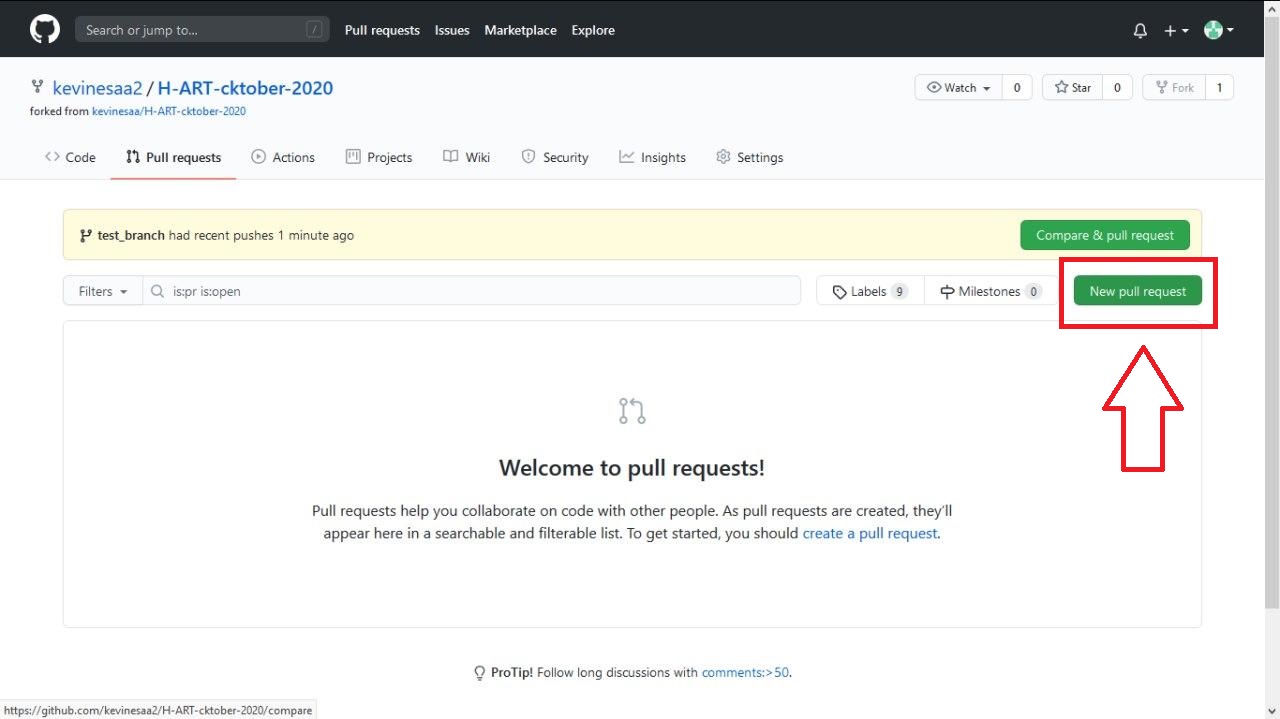 Search or jump to... / Pull requests Issues Marketplace Explore
kevinesaa2 / H-ART-cktober-2020 Watch 0 Star 0 Fork 1
forked from kevinesaa/H-ART-cktober-2020
Code Pull requests Actions Projects Wiki Security Insights Settings
test_branch had recent pushes 1 minute ago Compare & pull request
Filters is:pr is:open Labels 9 Milestones 0 New pull request
Welcome to pull requests!
Pull requests help you collaborate on code with other people. As pull requests are created, they'll
appear here in a searchable and filterable list. To get started, you should create a pull request.
ProTip! Follow long discussions with comments:>50.
https://github.com/kevinesaa2/H-ART-cktober-2020/compare